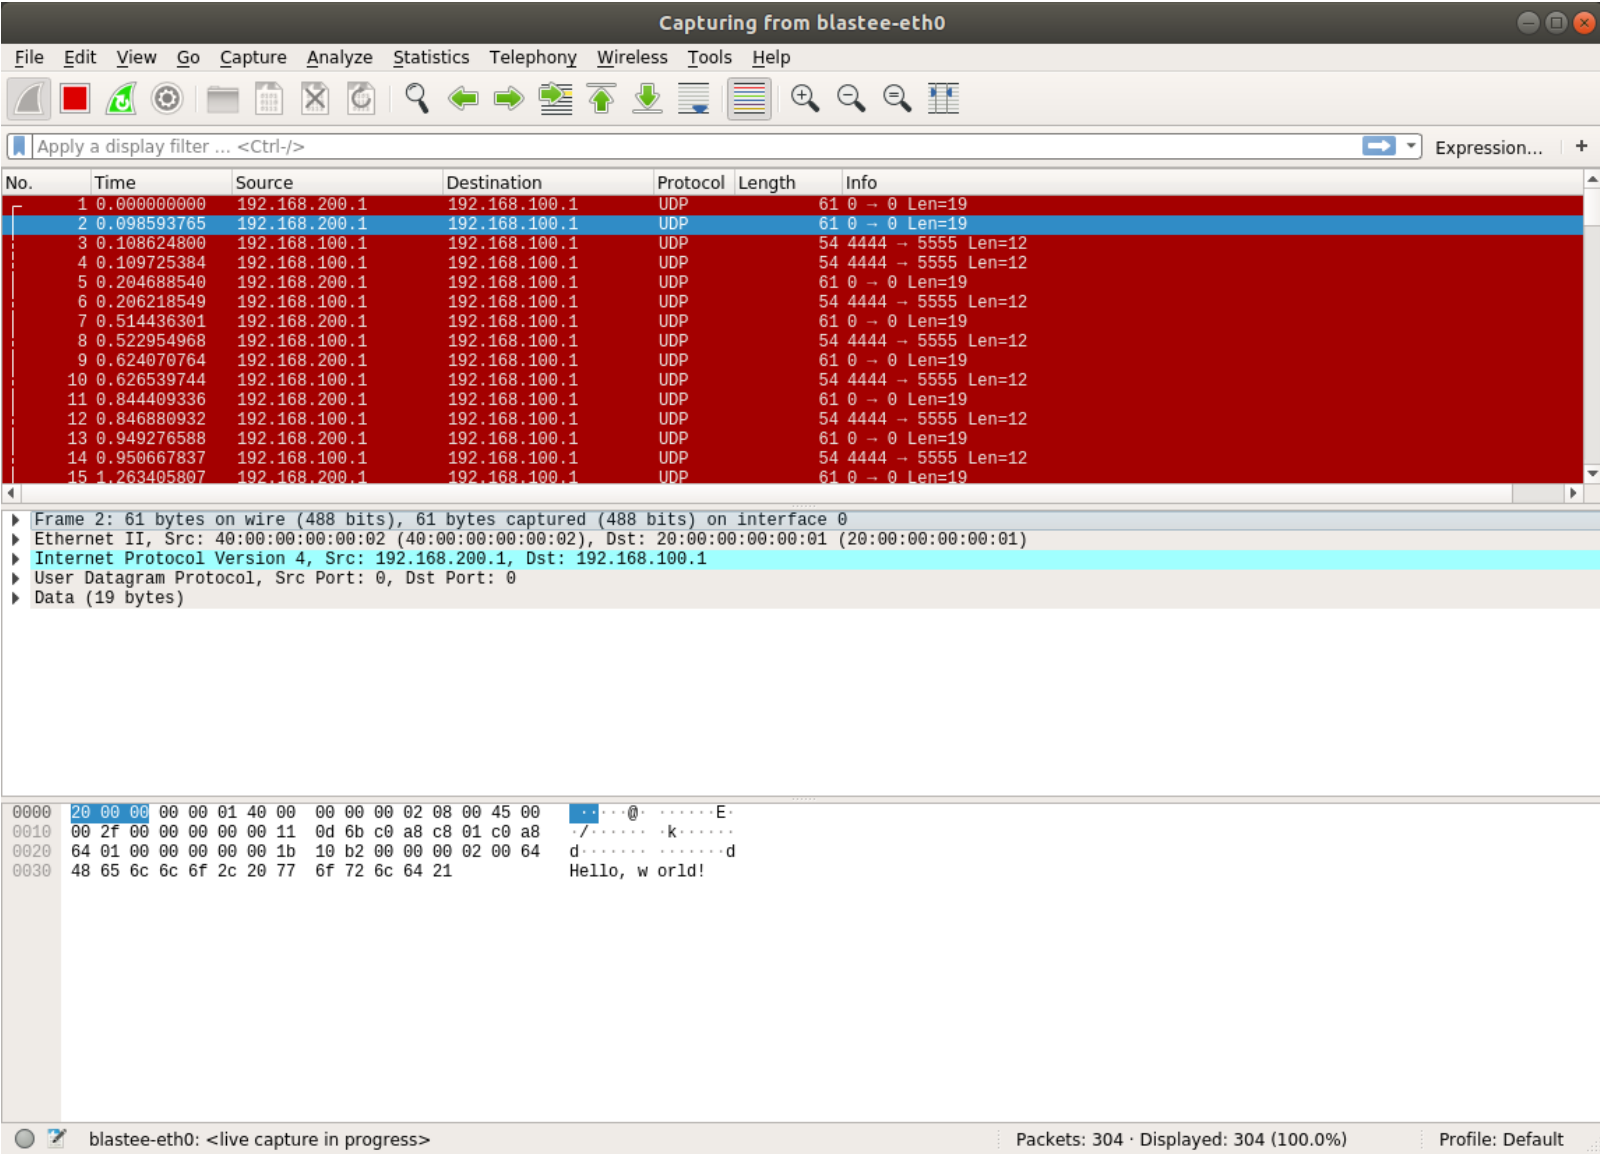 Capturing from blastee-eth0
File Edit View Go Capture Analyze Statistics Telephony Wireless Tools Help
Apply a display filter ... <Ctrl-/> Expression... +
No. Time Source Destination Protocol Length Info
1 0.000000000 192.168.200.1 192.168.100.1 UDP 61 0 → 0 Len=19
2 0.098593765 192.168.200.1 192.168.100.1 UDP 61 0 → 0 Len=19
3 0.108624800 192.168.100.1 192.168.100.1 UDP 54 4444 → 5555 Len=12
4 0.109725384 192.168.100.1 192.168.100.1 UDP 54 4444 → 5555 Len=12
5 0.204688540 192.168.200.1 192.168.100.1 UDP 61 0 → 0 Len=19
6 0.206218549 192.168.100.1 192.168.100.1 UDP 54 4444 → 5555 Len=12
7 0.514436301 192.168.200.1 192.168.100.1 UDP 61 0 → 0 Len=19
8 0.522954968 192.168.100.1 192.168.100.1 UDP 54 4444 → 5555 Len=12
9 0.624070764 192.168.200.1 192.168.100.1 UDP 61 0 → 0 Len=19
10 0.626539744 192.168.100.1 192.168.100.1 UDP 54 4444 → 5555 Len=12
11 0.844409336 192.168.200.1 192.168.100.1 UDP 61 0 → 0 Len=19
12 0.846880932 192.168.100.1 192.168.100.1 UDP 54 4444 → 5555 Len=12
13 0.949276588 192.168.200.1 192.168.100.1 UDP 61 0 → 0 Len=19
14 0.950667837 192.168.100.1 192.168.100.1 UDP 54 4444 → 5555 Len=12
15 1.263405807 192.168.200.1 192.168.100.1 UDP 61 0 → 0 Len=19
Frame 2: 61 bytes on wire (488 bits), 61 bytes captured (488 bits) on interface 0
Ethernet II, Src: 40:00:00:00:00:02 (40:00:00:00:00:02), Dst: 20:00:00:00:00:01 (20:00:00:00:00:01)
Internet Protocol Version 4, Src: 192.168.200.1, Dst: 192.168.100.1
User Datagram Protocol, Src Port: 0, Dst Port: 0
Data (19 bytes)
0000 20 00 00 00 00 01 40 00 00 00 00 02 08 00 45 00 ·····@· ······E·
0010 00 2f 00 00 00 00 00 11 0d 6b c0 a8 c8 01 c0 a8 ·/······ ·k······
0020 64 01 00 00 00 00 00 1b 10 b2 00 00 00 02 00 64 d······· ·······d
0030 48 65 6c 6c 6f 2c 20 77 6f 72 6c 64 21 Hello, w orld!
blastee-eth0: <live capture in progress> Packets: 304 · Displayed: 304 (100.0%) Profile: Default